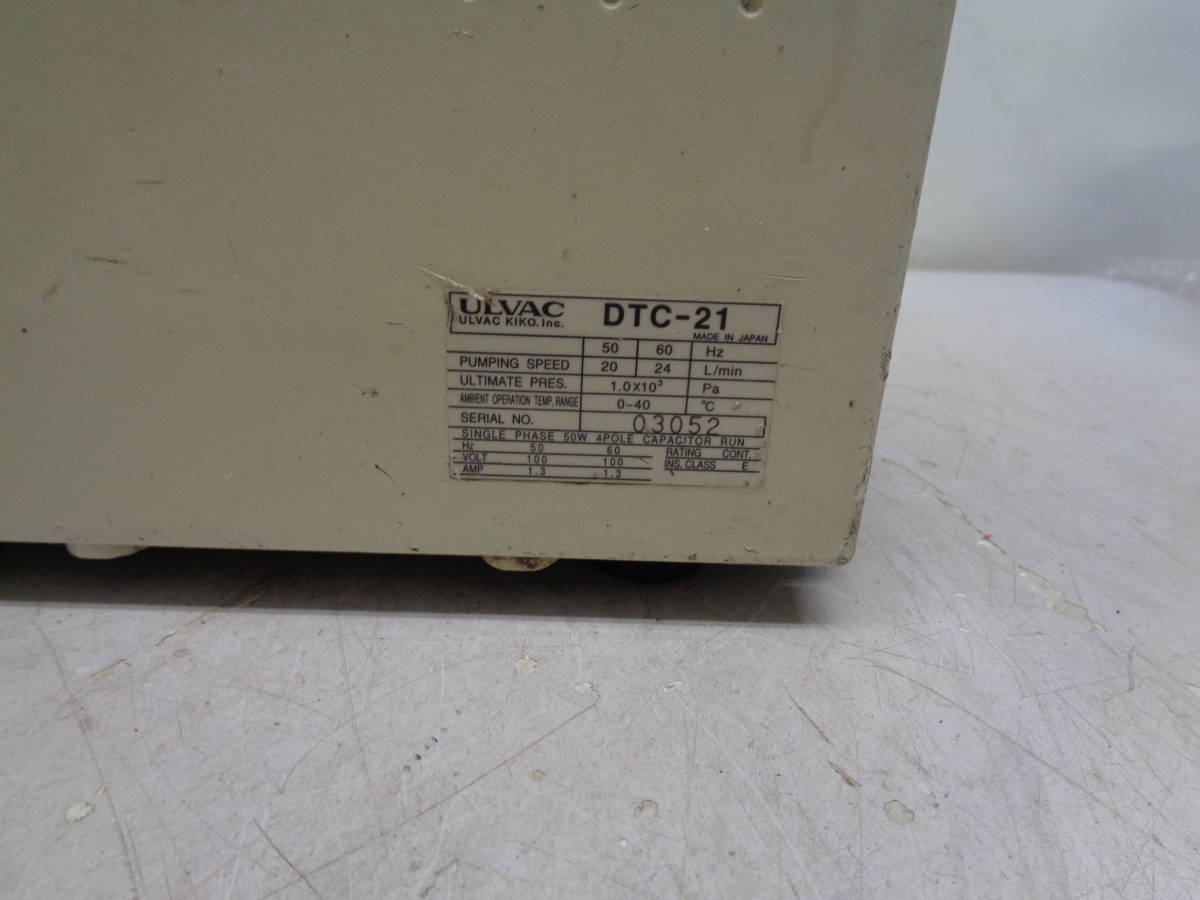 ULVAC DTC-21
ULVAC KIKO. Inc. MADE IN JAPAN
50 60 Hz
PUMPING SPEED 20 24 L/min
ULTIMATE PRES. 1.0X10³ Pa
AMBIENT OPERATION TEMP. RANGE 0~40 ℃
SERIAL NO. 03052
SINGLE PHASE 50W 4POLE CAPACITOR RUN
Hz 50 60 RATING CONT.
VOLT 100 100 INS. CLASS E
AMP 1.3 1.3